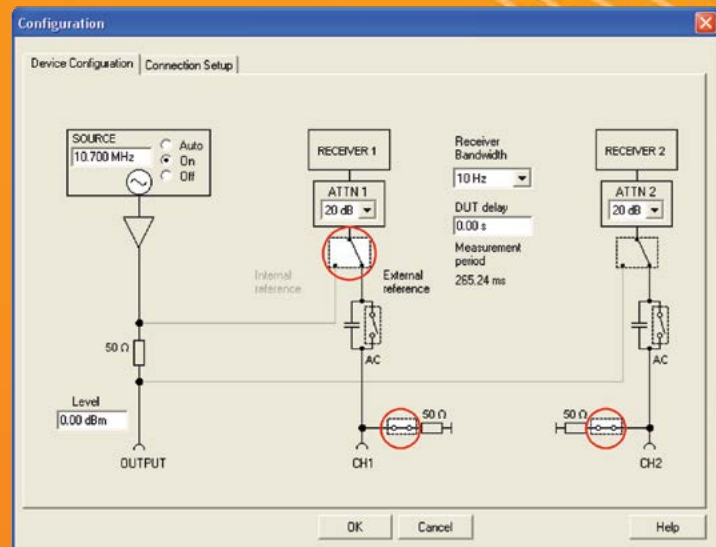 Configuration
Device Configuration
Connection Setup
SOURCE
10.700 MHz
Auto
On
Off
RECEIVER 1
ATTN 1
20 dB
Receiver
Bandwidth
10 Hz
DUT delay
0.00 s
Measurement
period
265.24 ms
RECEIVER 2
ATTN 2
20 dB
Internal
reference
External
reference
50 Ω
AC
AC
Level
0.00 dBm
50 Ω
50 Ω
OUTPUT
CH1
CH2
OK
Cancel
Help